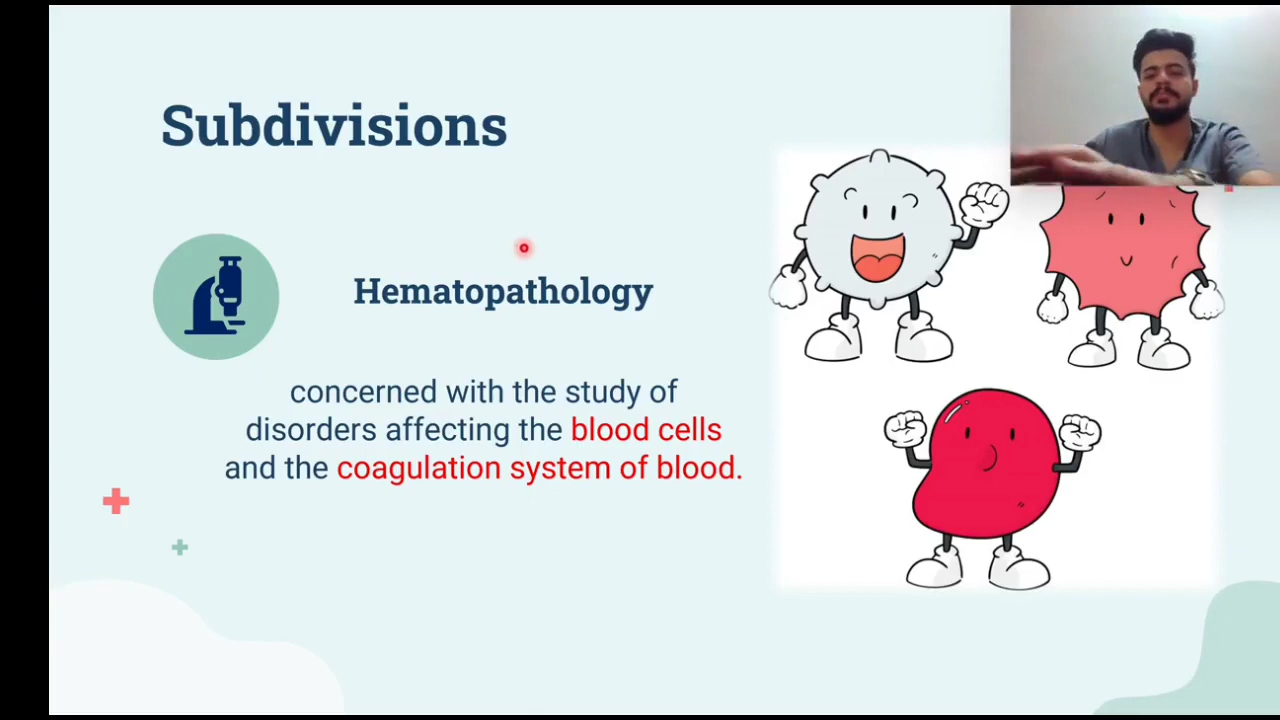 Subdivisions
Hematopathology
concerned with the study of
disorders affecting the blood cells
and the coagulation system of blood.